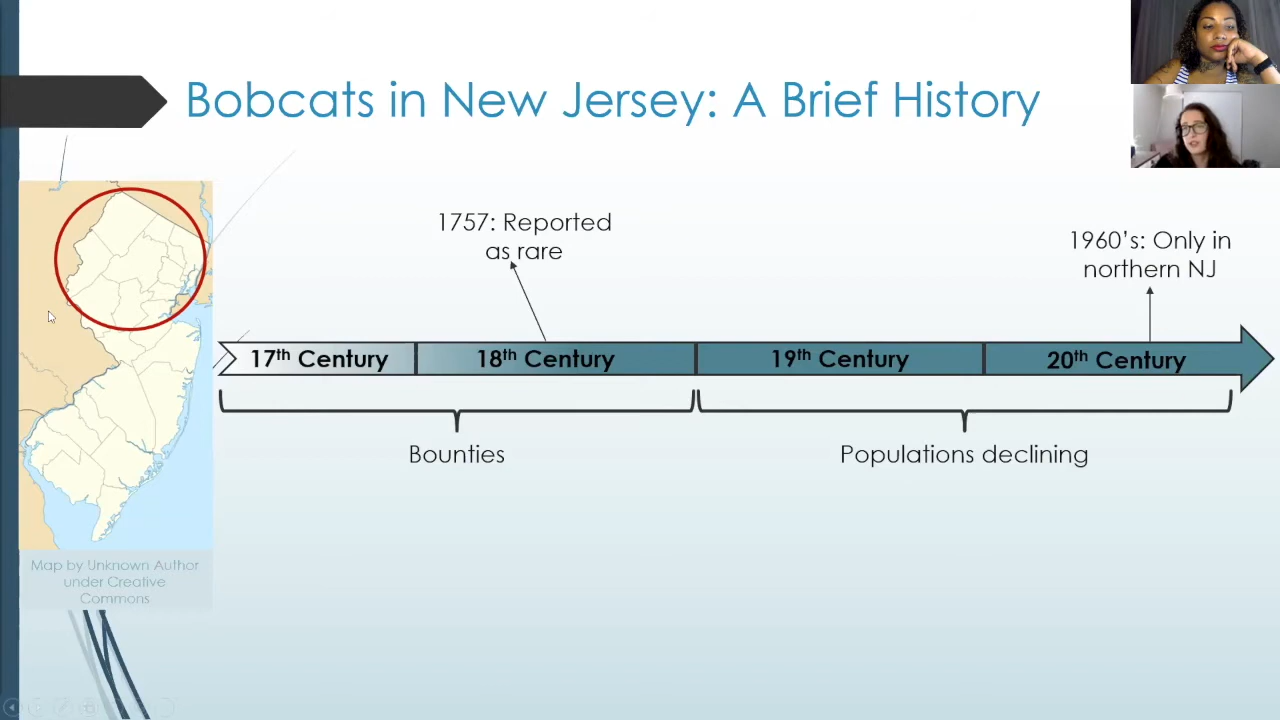 Bobcats in New Jersey: A Brief History
1757: Reported
as rare
1960's: Only in
northern NJ
17th Century
18th Century
19th Century
20th Century
Bounties
Populations declining
Map by Unknown Author
under Creative
Commons